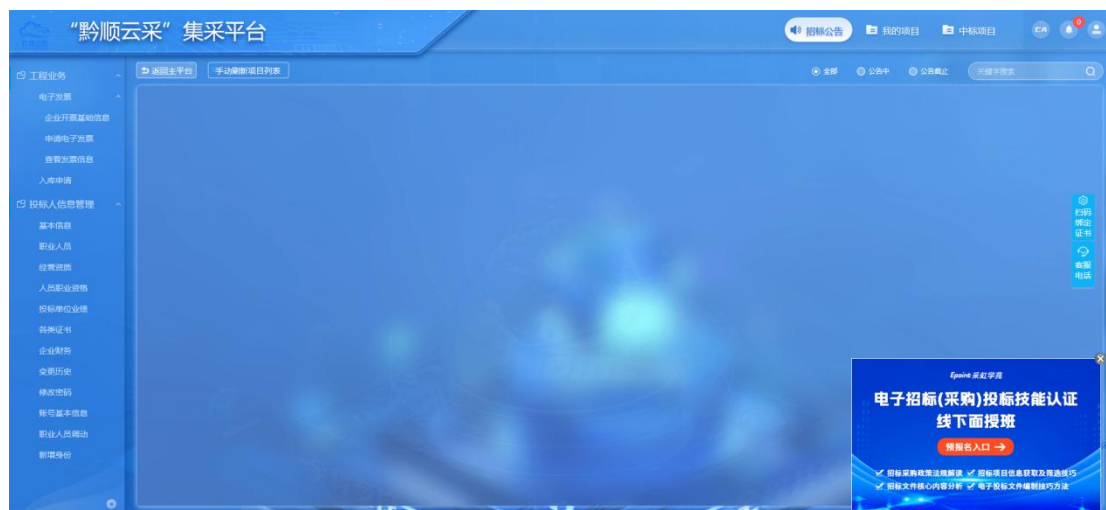 “黔顺云采”集采平台
招标公告
我的项目
中标项目
CA
0
工程业务
返回主平台
手动刷新项目列表
全部
公告中
公告截止
关键字搜索
电子发票
企业开票基础信息
申请电子发票
查看发票信息
入库申请
投标人信息管理
基本信息
职业人员
经营资质
人员职业资格
投标单位业绩
各类证书
企业财务
变更历史
修改密码
账号基本信息
职业人员调动
新增身份
扫码
绑定
证书
客服
电话
Epoint 采虹学苑
电子招标(采购)投标技能认证
线下面授班
预报名入口 →
招标采购政策法规解读 招标项目信息获取及筛选技巧
招标文件核心内容分析 电子投标文件编制技巧方法